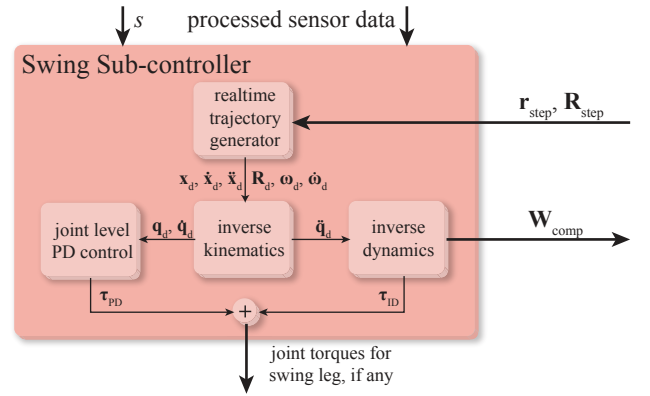 s processed sensor data
Swing Sub-controller
realtime
trajectory
generator
r_step, R_step
x_d, ẋ_d, ẍ_d R_d, ω_d, ω̇_d
joint level
PD control
q_d, q̇_d
inverse
kinematics
q̈_d
inverse
dynamics
W_comp
τ_PD
+
τ_ID
joint torques for
swing leg, if any